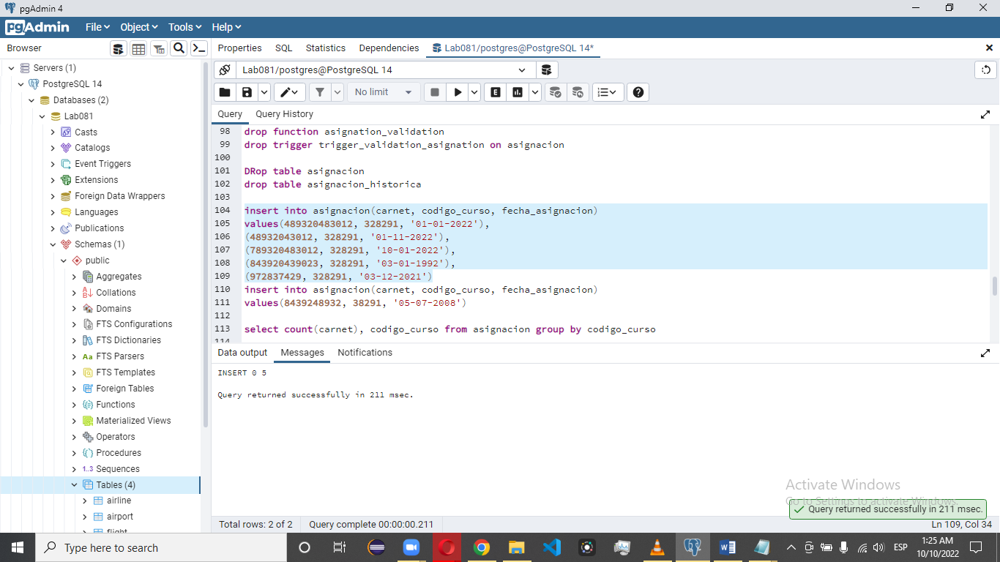 pgAdmin 4
pgAdmin File Object Tools Help
Browser
Properties SQL Statistics Dependencies Lab081/postgres@PostgreSQL 14*
Servers (1)
PostgreSQL 14
Databases (2)
Lab081
Casts
Catalogs
Event Triggers
Extensions
Foreign Data Wrappers
Languages
Publications
Schemas (1)
public
Aggregates
Collations
Domains
FTS Configurations
FTS Dictionaries
Aa FTS Parsers
FTS Templates
Foreign Tables
Functions
Materialized Views
Operators
Procedures
1..3 Sequences
Tables (4)
airline
airport
flight
Lab081/postgres@PostgreSQL 14
No limit
E
Query Query History
98 drop function asignation_validation
99 drop trigger trigger_validation_asignation on asignacion
100
101 DRop table asignacion
102 drop table asignacion_historica
103
104 insert into asignacion(carnet, codigo_curso, fecha_asignacion)
105 values(489320483012, 328291, '01-01-2022'),
106 (48932043012, 328291, '01-11-2022'),
107 (789320483012, 328291, '10-01-2022'),
108 (843920439023, 328291, '03-01-1992'),
109 (972837429, 328291, '03-12-2021')
110 insert into asignacion(carnet, codigo_curso, fecha_asignacion)
111 values(8439248932, 38291, '05-07-2008')
112
113 select count(carnet), codigo_curso from asignacion group by codigo_curso
114
Data output Messages Notifications
INSERT 0 5
Query returned successfully in 211 msec.
Activate Windows
Go to Settings to activate Windows.
Query returned successfully in 211 msec.
Total rows: 2 of 2 Query complete 00:00:00.211 Ln 109, Col 34
Type here to search
ESP
1:25 AM
10/10/2022